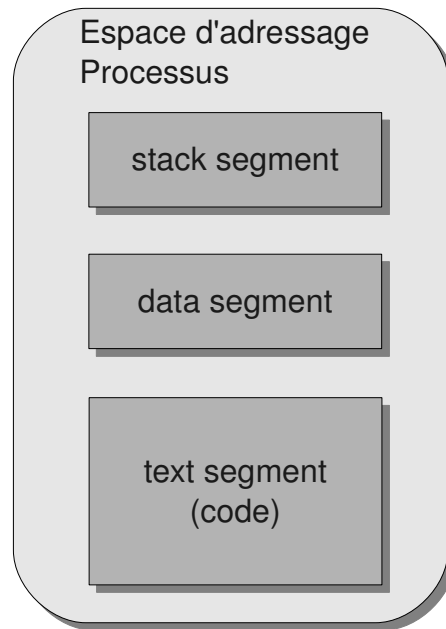 Espace d'adressage
Processus
stack segment
data segment
text segment
(code)